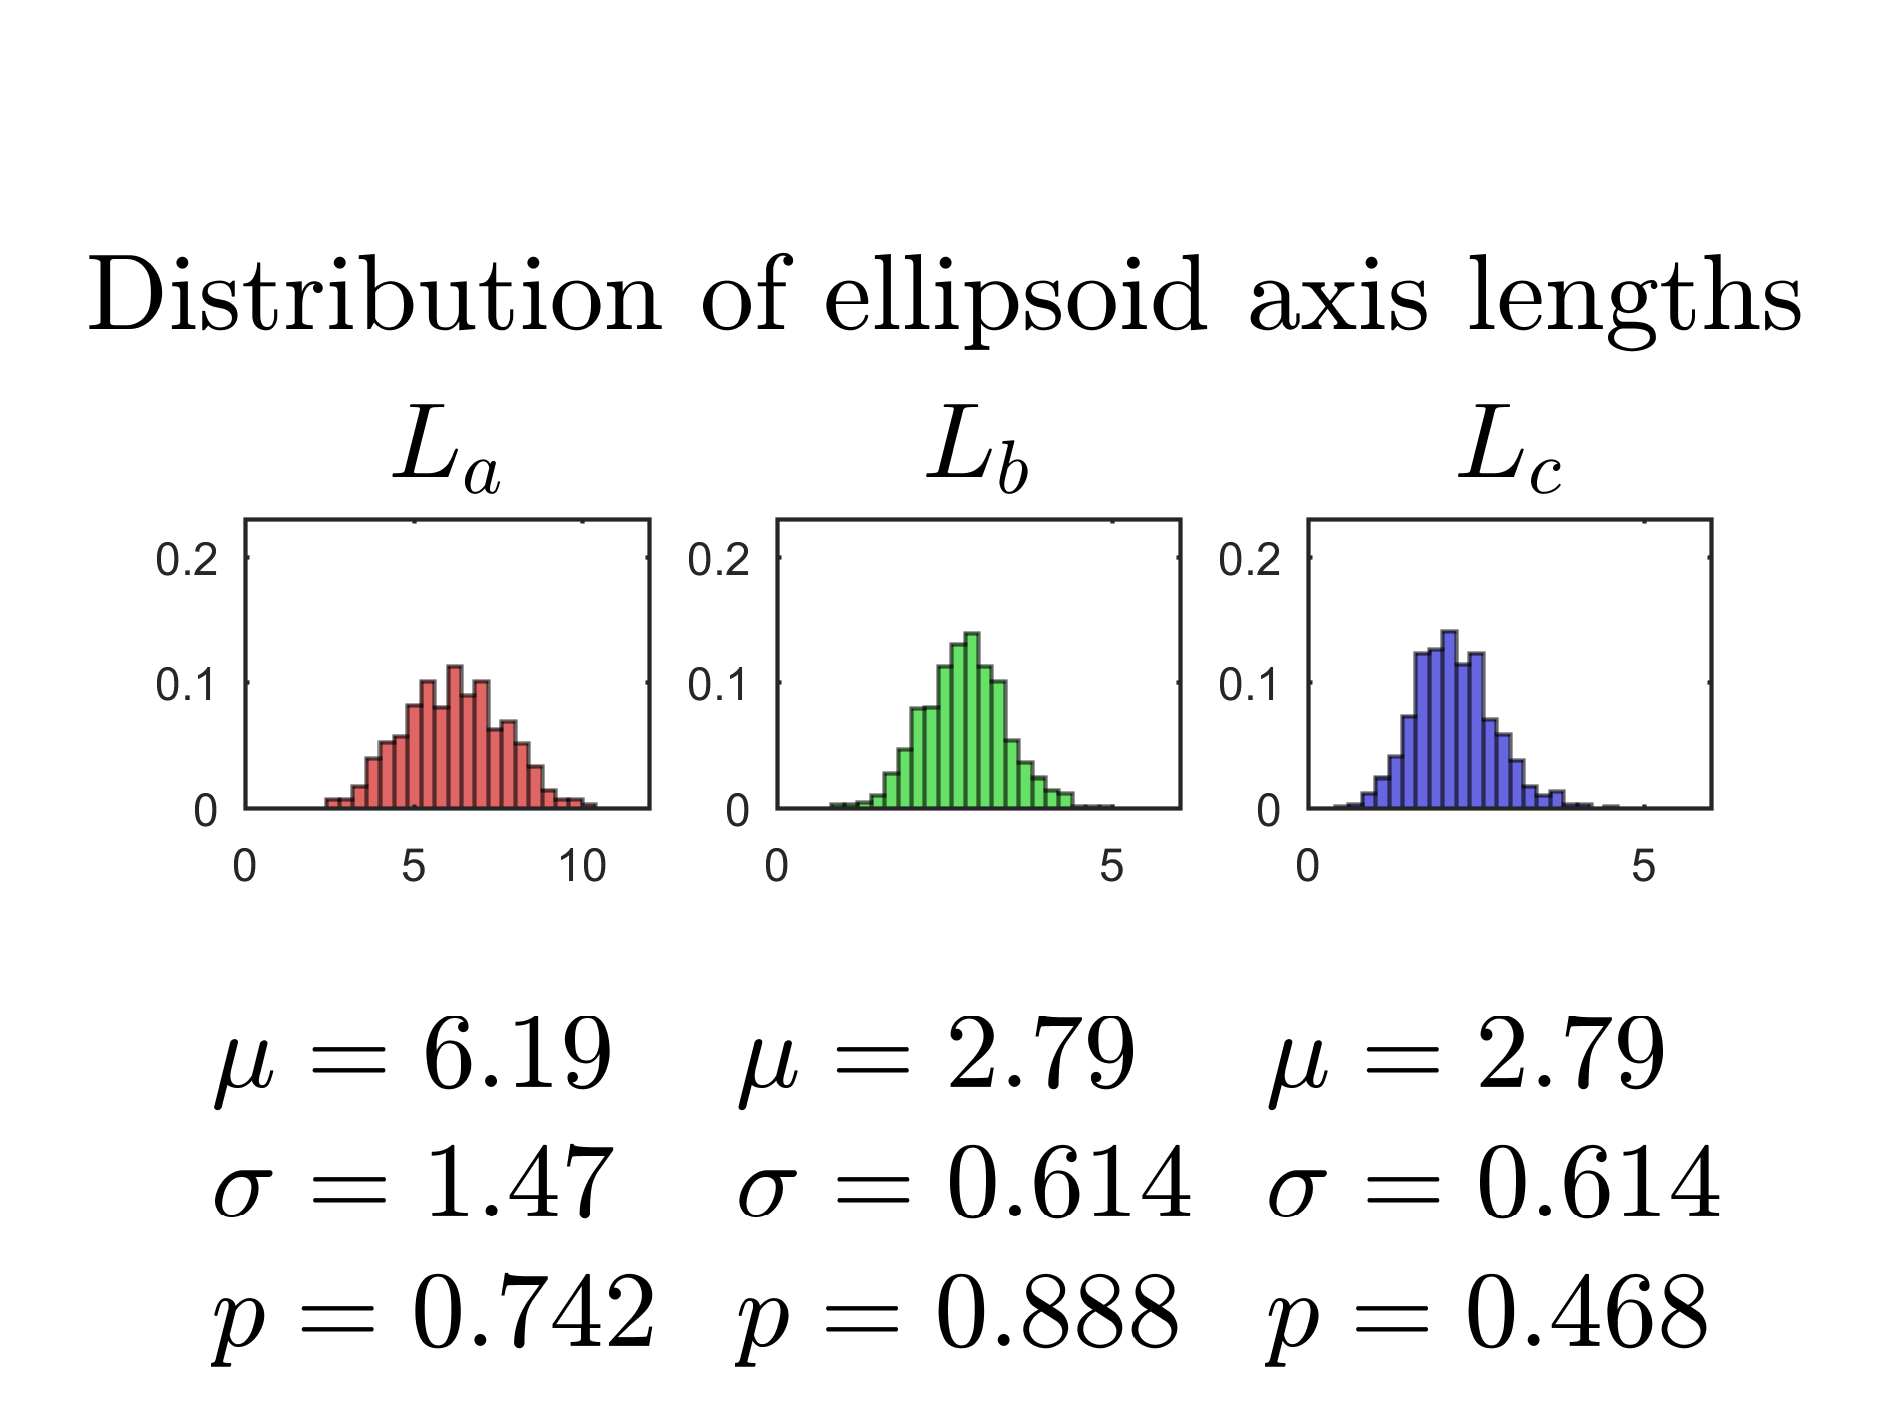 Distribution of ellipsoid axis lengths
L_a L_b L_c
0.2 0.2 0.2
0.1 0.1 0.1
0 0 0
0 5 10 0 5 0 5
μ = 6.19 μ = 2.79 μ = 2.79
σ = 1.47 σ = 0.614 σ = 0.614
p = 0.742 p = 0.888 p = 0.468